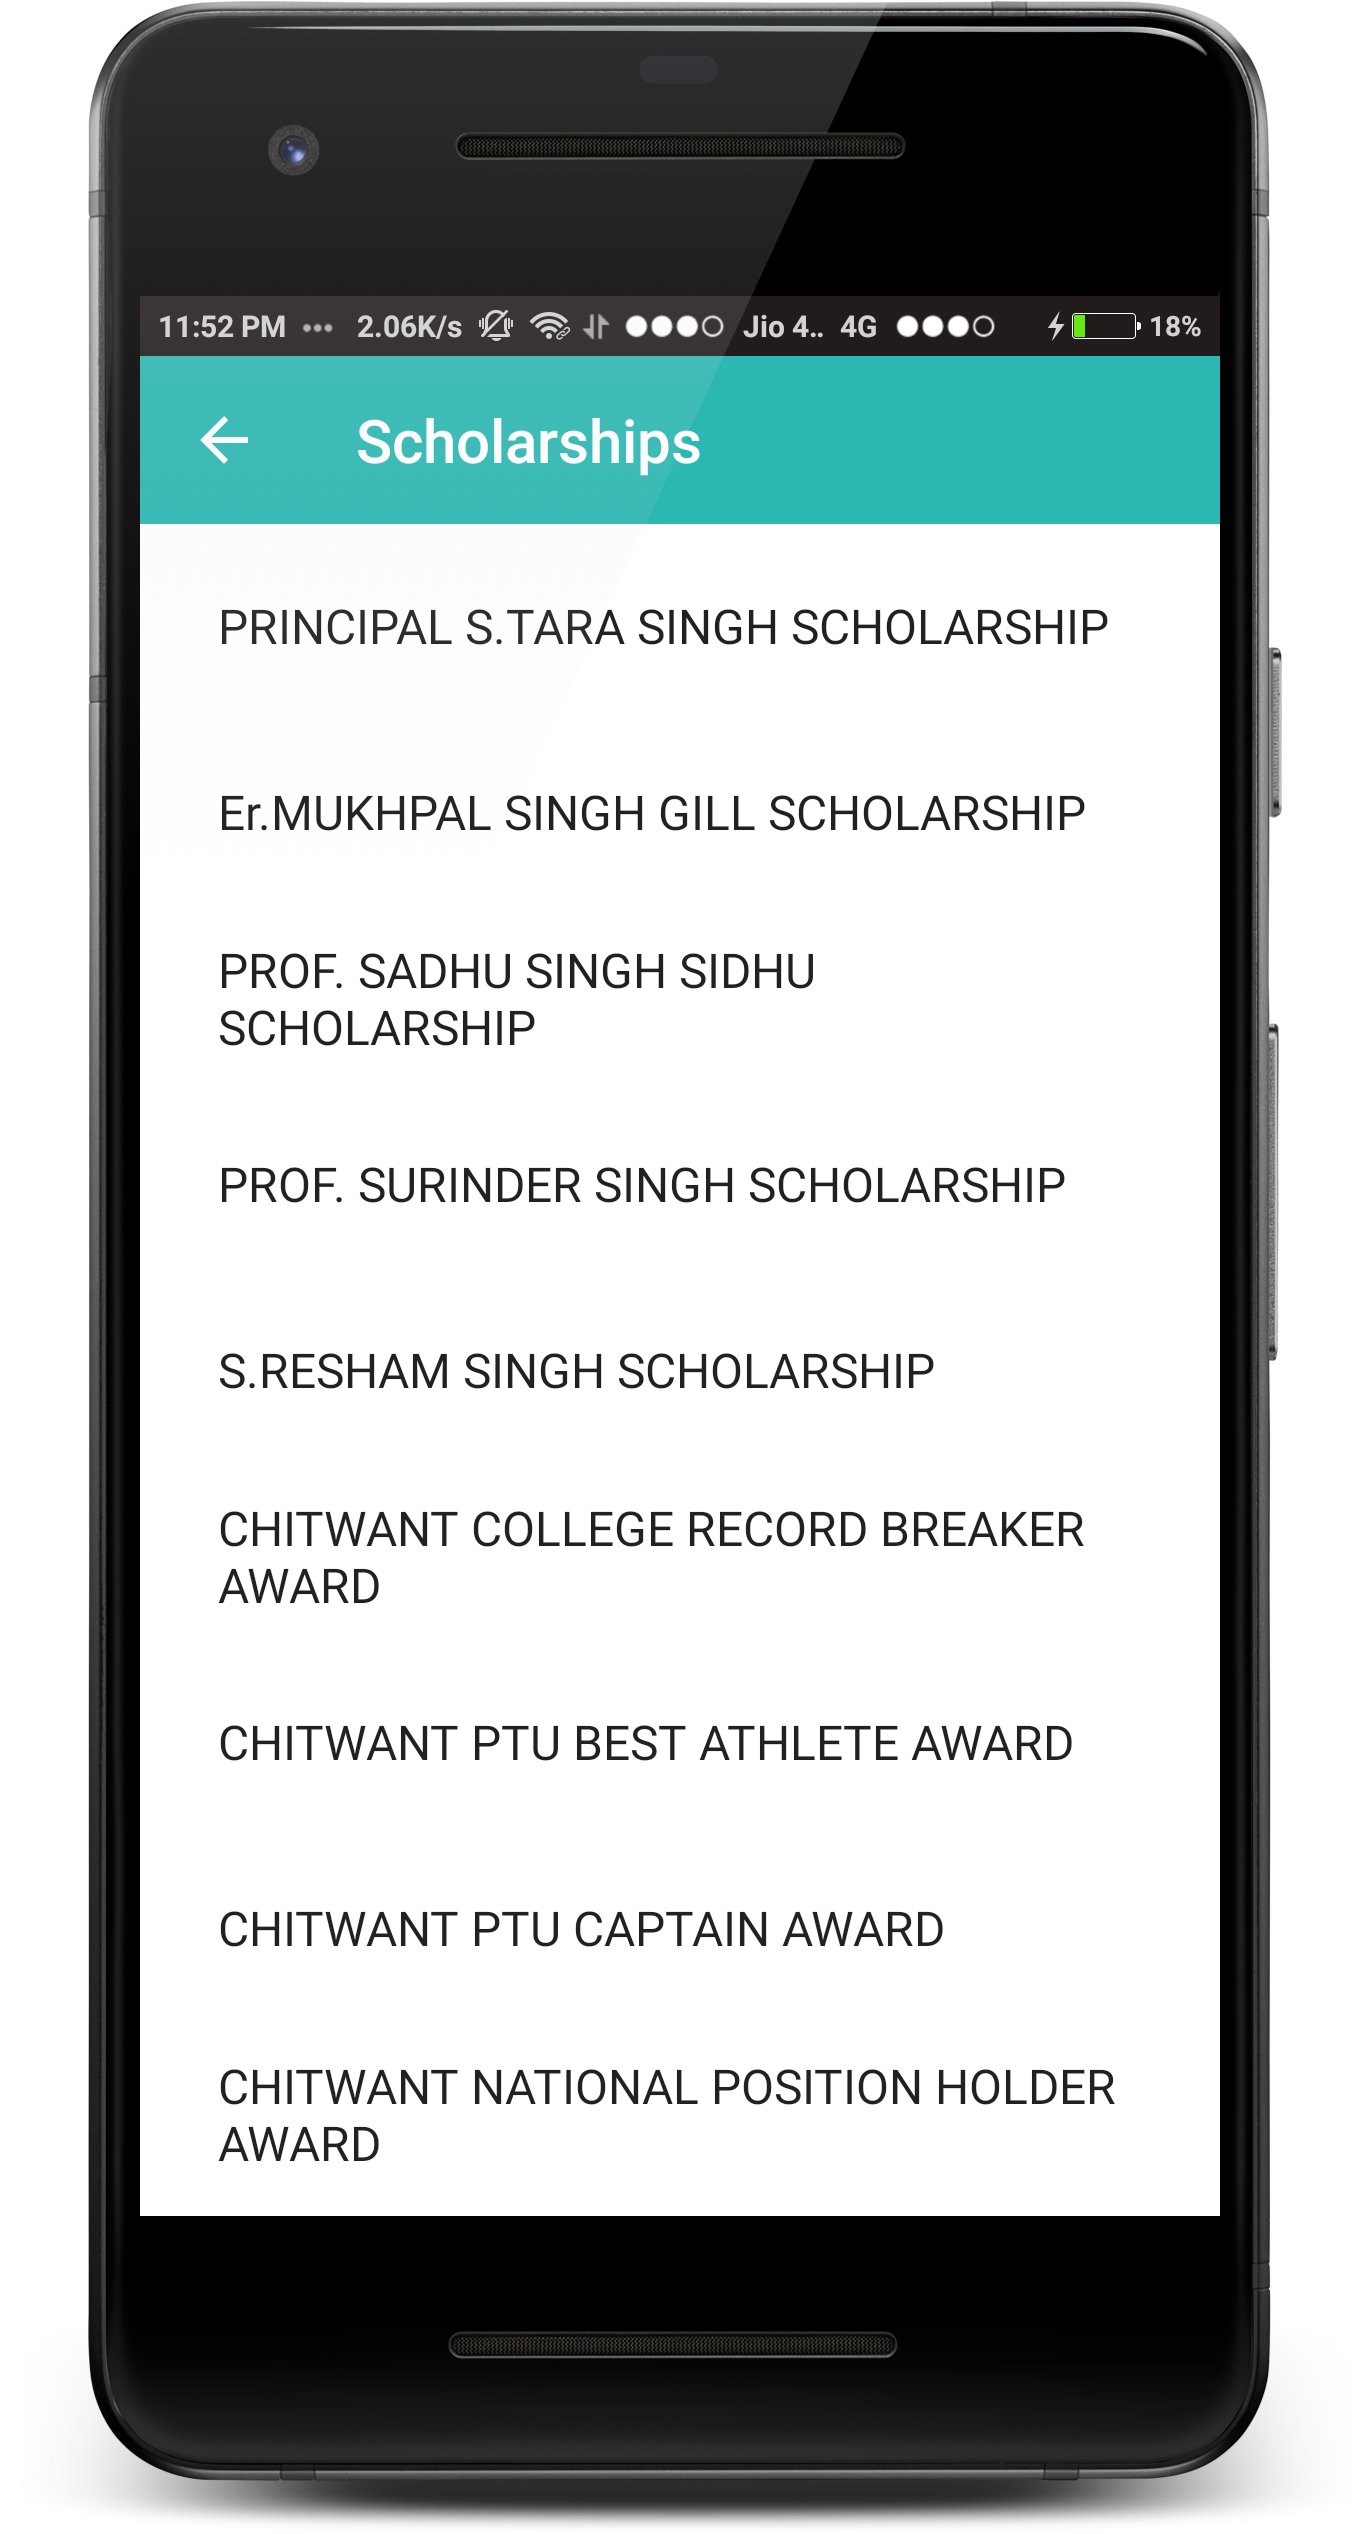 11:52 PM ... 2.06K/s Jio 4.. 4G 18%
Scholarships
PRINCIPAL S.TARA SINGH SCHOLARSHIP
Er.MUKHPAL SINGH GILL SCHOLARSHIP
PROF. SADHU SINGH SIDHU
SCHOLARSHIP
PROF. SURINDER SINGH SCHOLARSHIP
S.RESHAM SINGH SCHOLARSHIP
CHITWANT COLLEGE RECORD BREAKER
AWARD
CHITWANT PTU BEST ATHLETE AWARD
CHITWANT PTU CAPTAIN AWARD
CHITWANT NATIONAL POSITION HOLDER
AWARD